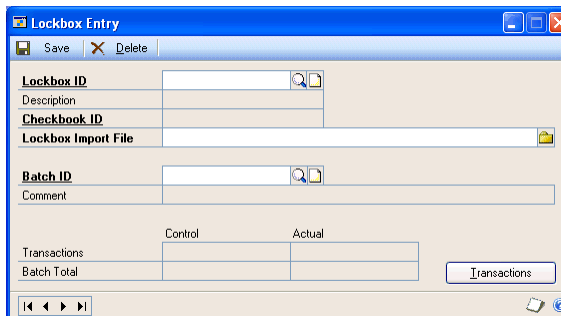 Lockbox Entry
Save Delete
Lockbox ID
Description
Checkbook ID
Lockbox Import File
Batch ID
Comment
Control Actual
Transactions
Batch Total Transactions